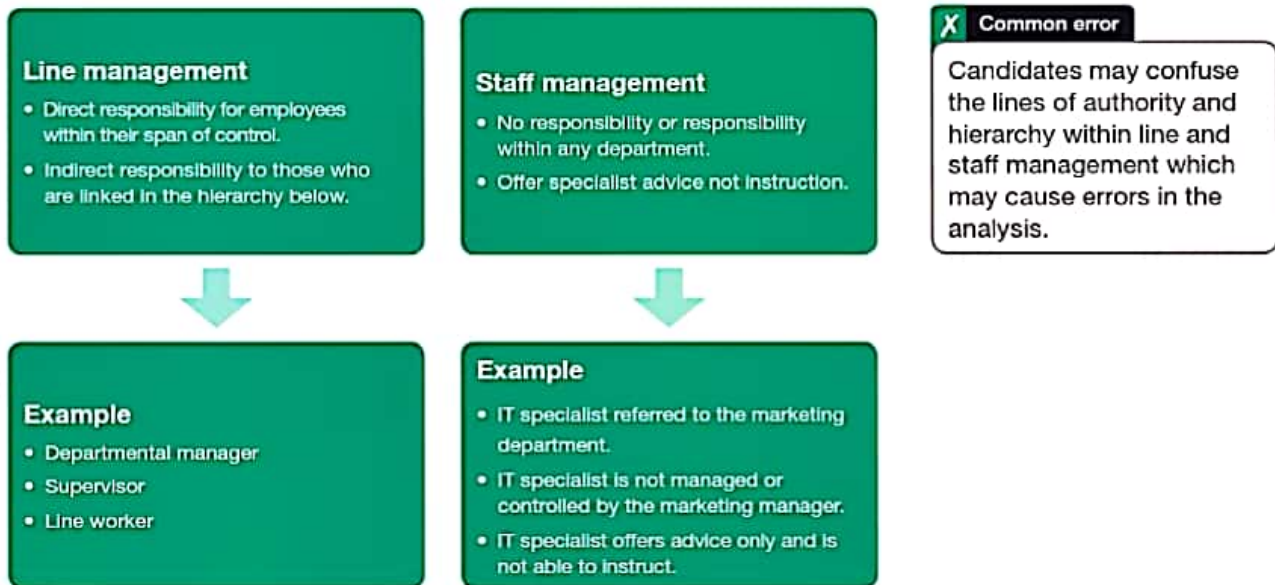 Line management
• Direct responsibility for employees
within their span of control.
• Indirect responsibility to those who
are linked in the hierarchy below.
Staff management
• No responsibility or responsibility
within any department.
• Offer specialist advice not instruction.
X Common error
Candidates may confuse
the lines of authority and
hierarchy within line and
staff management which
may cause errors in the
analysis.
Example
• Departmental manager
• Supervisor
• Line worker
Example
• IT specialist referred to the marketing
department.
• IT specialist is not managed or
controlled by the marketing manager.
• IT specialist offers advice only and is
not able to instruct.